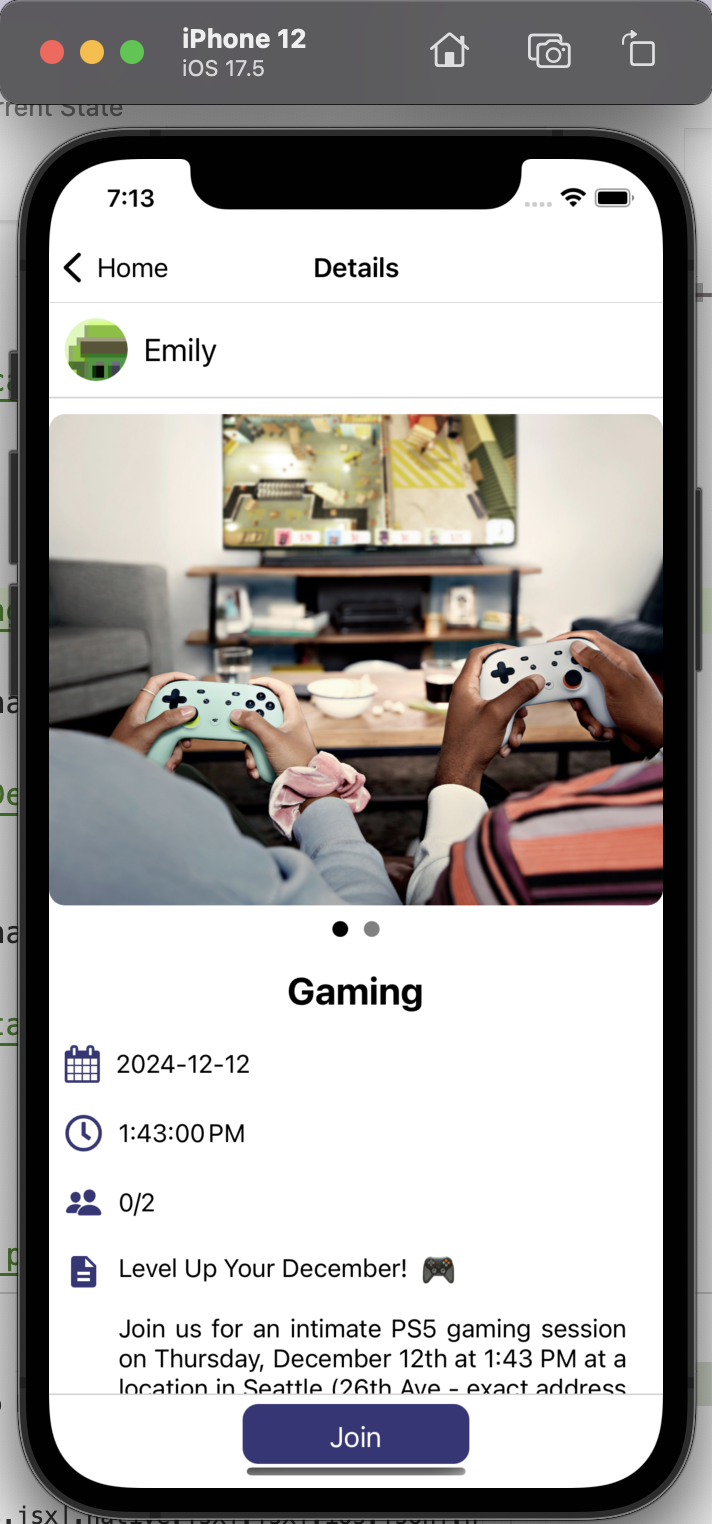 iPhone 12
iOS 17.5
rrent State
7:13
Home
Details
Emily
Gaming
2024-12-12
1:43:00 PM
0/2
Level Up Your December! 🎮
Join us for an intimate PS5 gaming session
on Thursday, December 12th at 1:43 PM at a
location in Seattle (26th Ave - exact address
Join